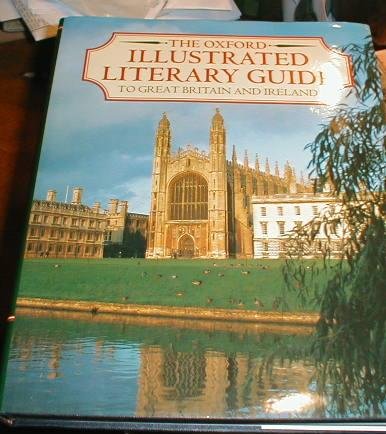 THE OXFORD
ILLUSTRATED
LITERARY GUIDE
TO GREAT BRITAIN AND IRELAND